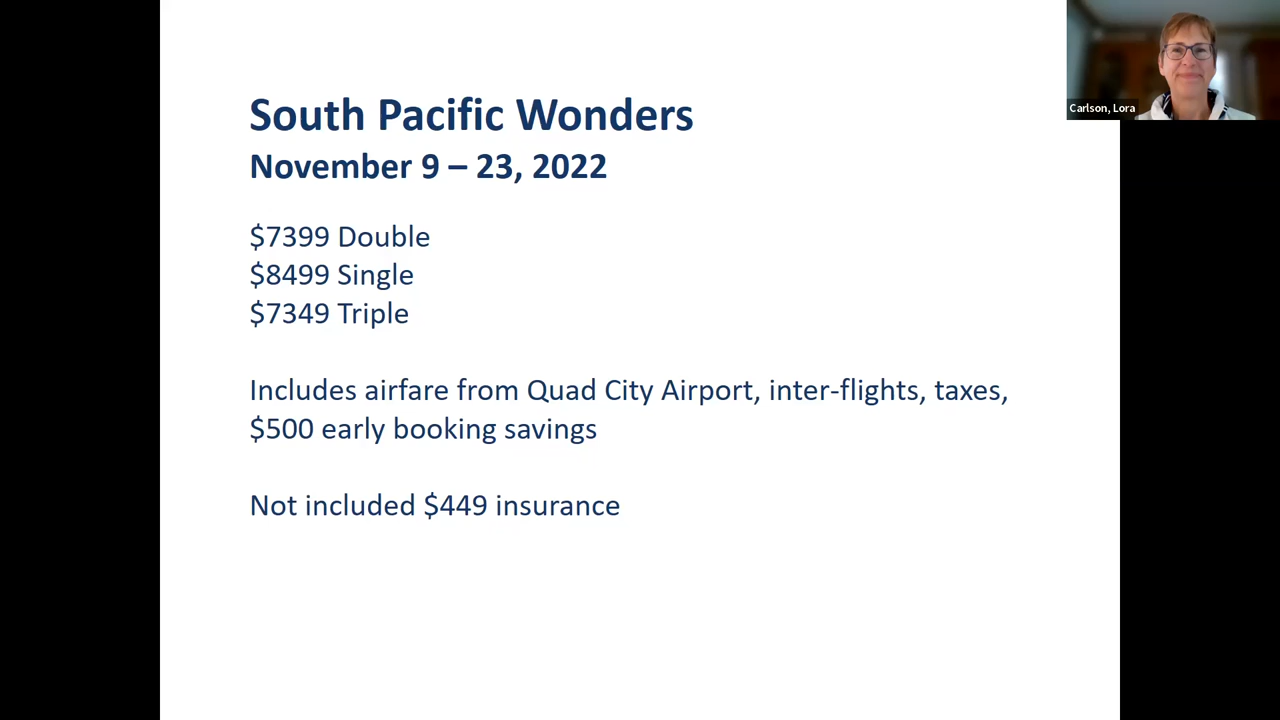 South Pacific Wonders
November 9 – 23, 2022
$7399 Double
$8499 Single
$7349 Triple
Includes airfare from Quad City Airport, inter-flights, taxes,
$500 early booking savings
Not included $449 insurance
Carlson, Lora